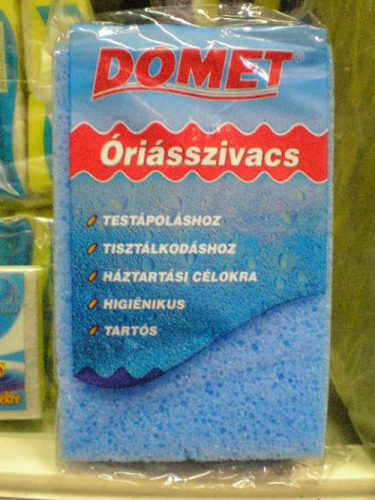 DOMET®
Óriásszivacs
TESTÁPOLÁSHOZ
TISZTÁLKODÁSHOZ
HÁZTARTÁSI CÉLOKRA
HIGIÉNIKUS
TARTÓS